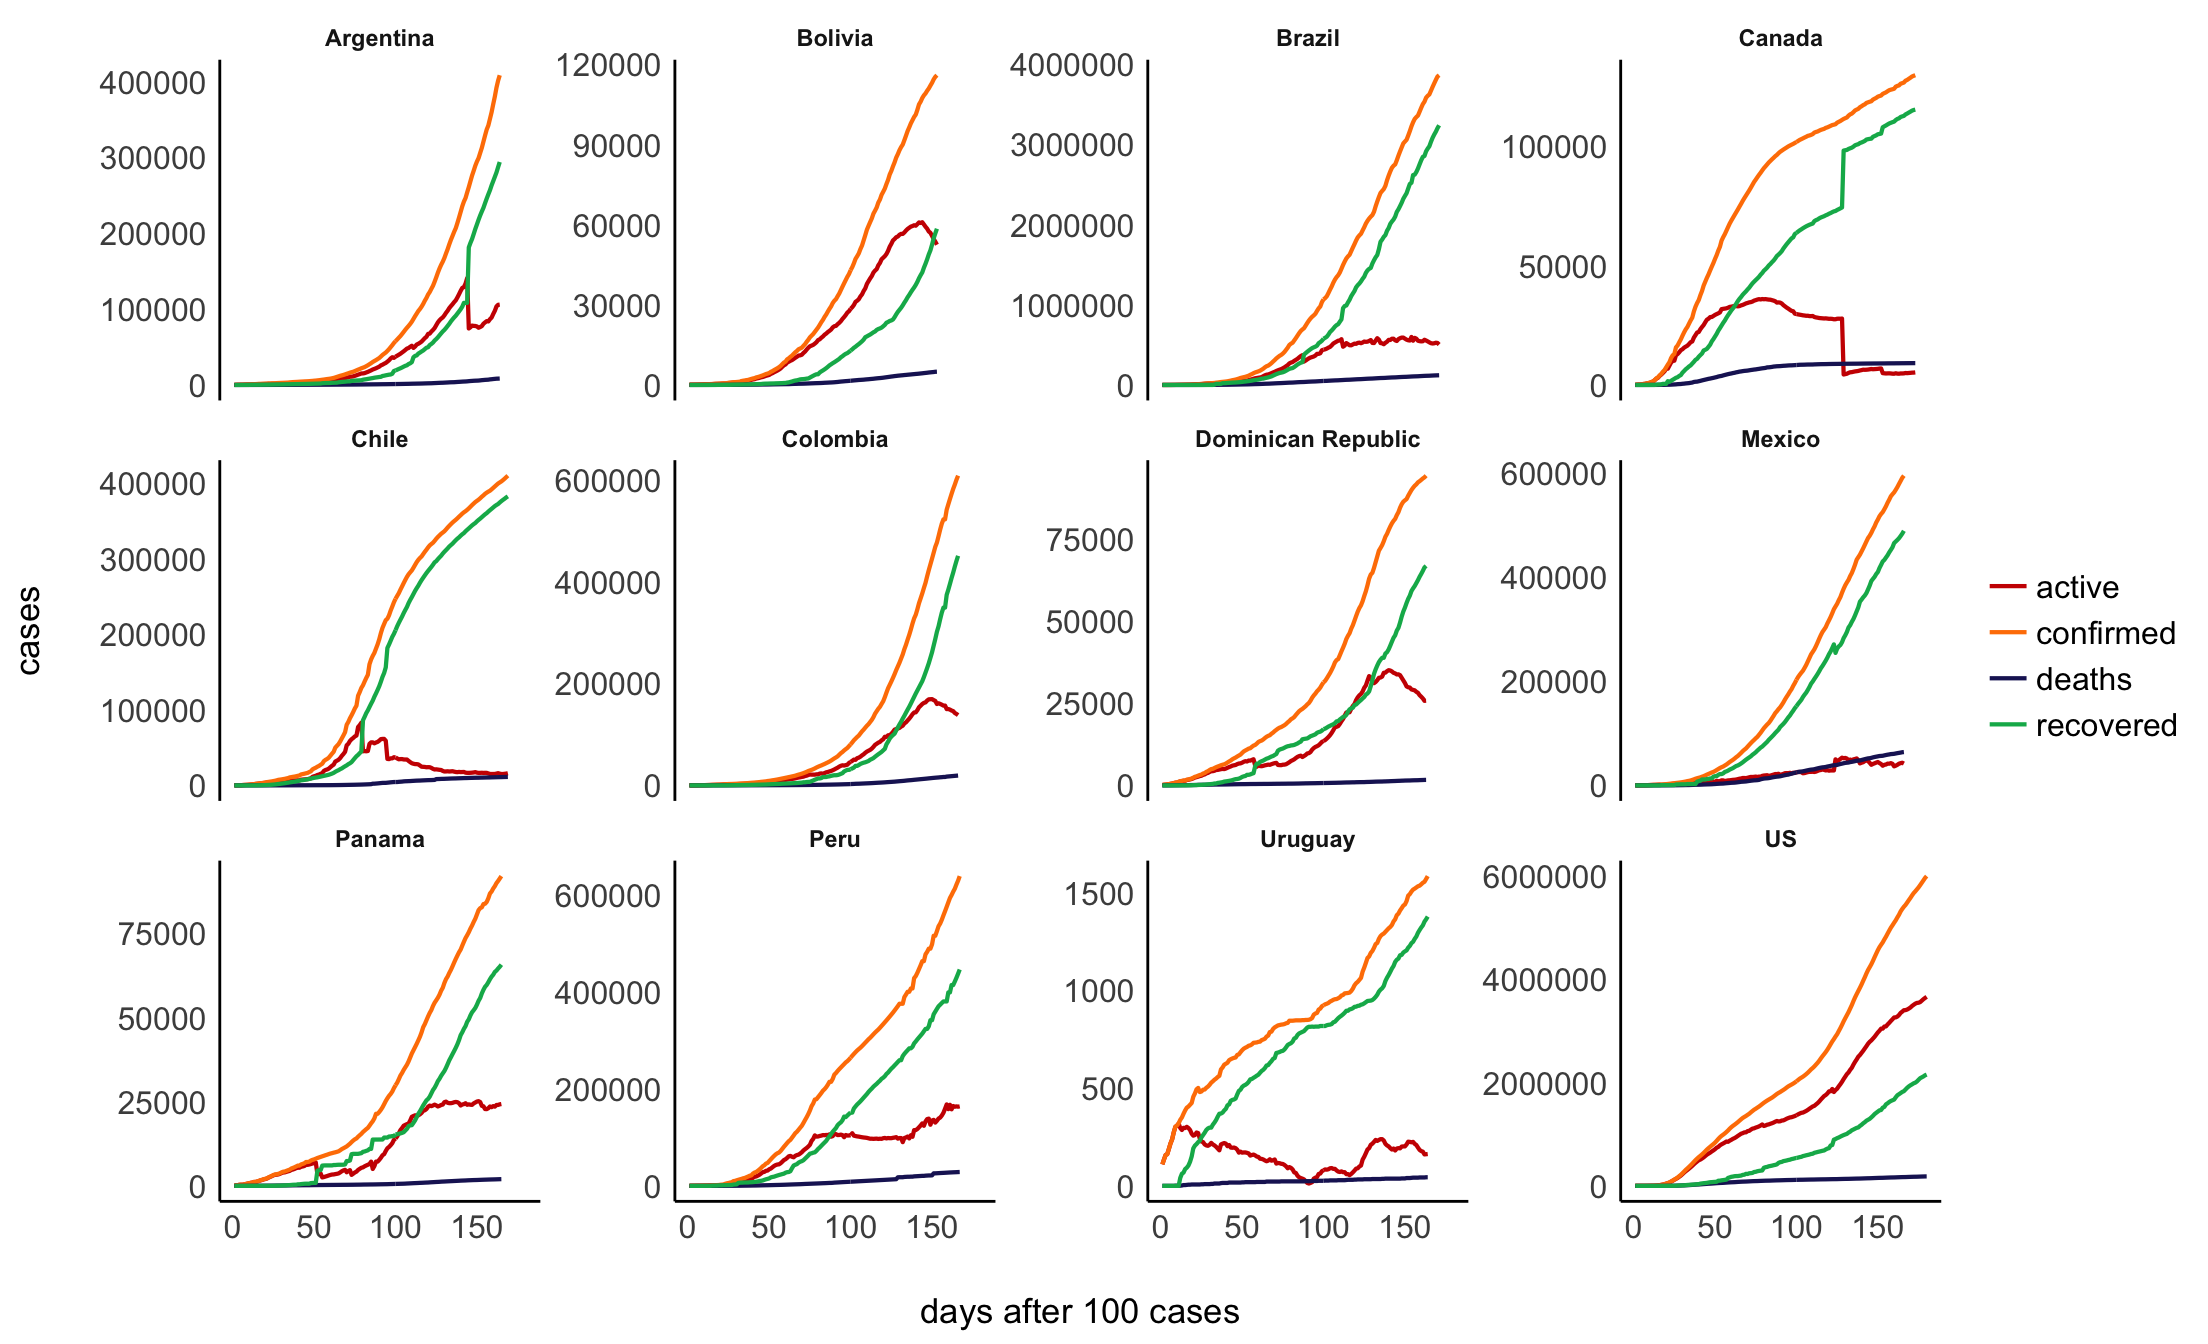 Argentina
Bolivia
Brazil
Canada
400000
300000
200000
100000
0
120000
90000
60000
30000
0
4000000
3000000
2000000
1000000
0
100000
50000
0
Chile
Colombia
Dominican Republic
Mexico
400000
300000
200000
100000
0
600000
400000
200000
0
75000
50000
25000
0
600000
400000
200000
0
cases
active
confirmed
deaths
recovered
Panama
Peru
Uruguay
US
75000
50000
25000
0
600000
400000
200000
0
1500
1000
500
0
6000000
4000000
2000000
0
0 50 100 150
0 50 100 150
0 50 100 150
0 50 100 150
days after 100 cases